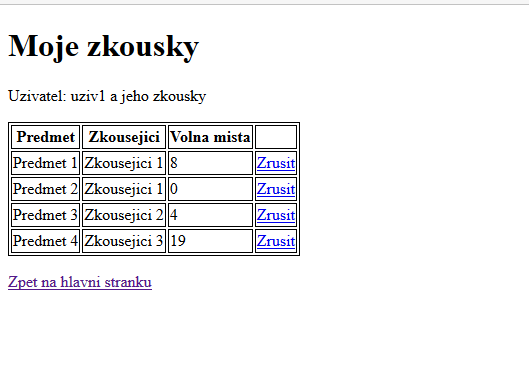 Moje zkousky
Uzivatel: uziv1 a jeho zkousky
Predmet Zkousejici Volna mista
Predmet 1 Zkousejici 1 8 Zrusit
Predmet 2 Zkousejici 1 0 Zrusit
Predmet 3 Zkousejici 2 4 Zrusit
Predmet 4 Zkousejici 3 19 Zrusit
Zpet na hlavni stranku